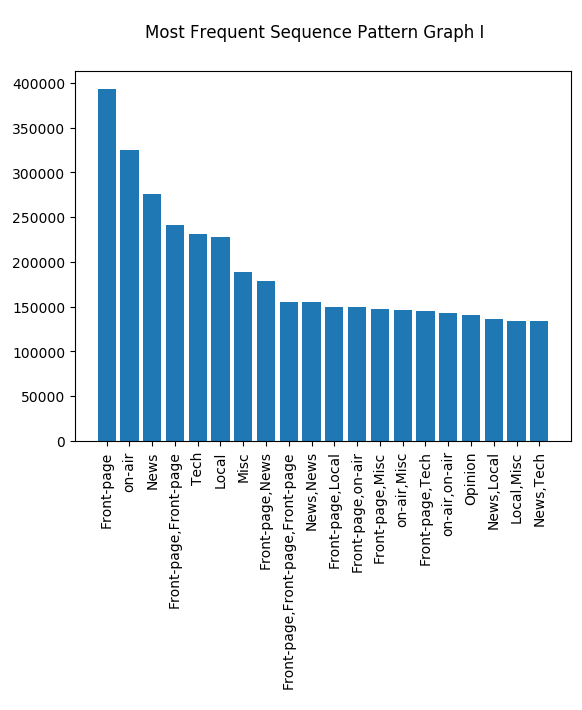 Most Frequent Sequence Pattern Graph I
400000
350000
300000
250000
200000
150000
100000
50000
0
Front-page
on-air
News
Front-page,Front-page
Tech
Local
Misc
Front-page,News
Front-page,Front-page,Front-page
News,News
Front-page,Local
Front-page,on-air
Front-page,Misc
on-air,Misc
Front-page,Tech
on-air,on-air
Opinion
News,Local
Local,Misc
News,Tech